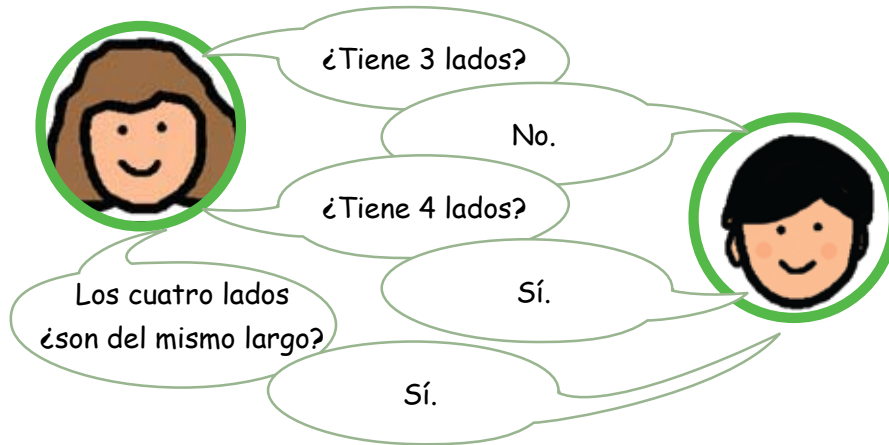 ¿Tiene 3 lados?
No.
¿Tiene 4 lados?
Sí.
Los cuatro lados
¿son del mismo largo?
Sí.